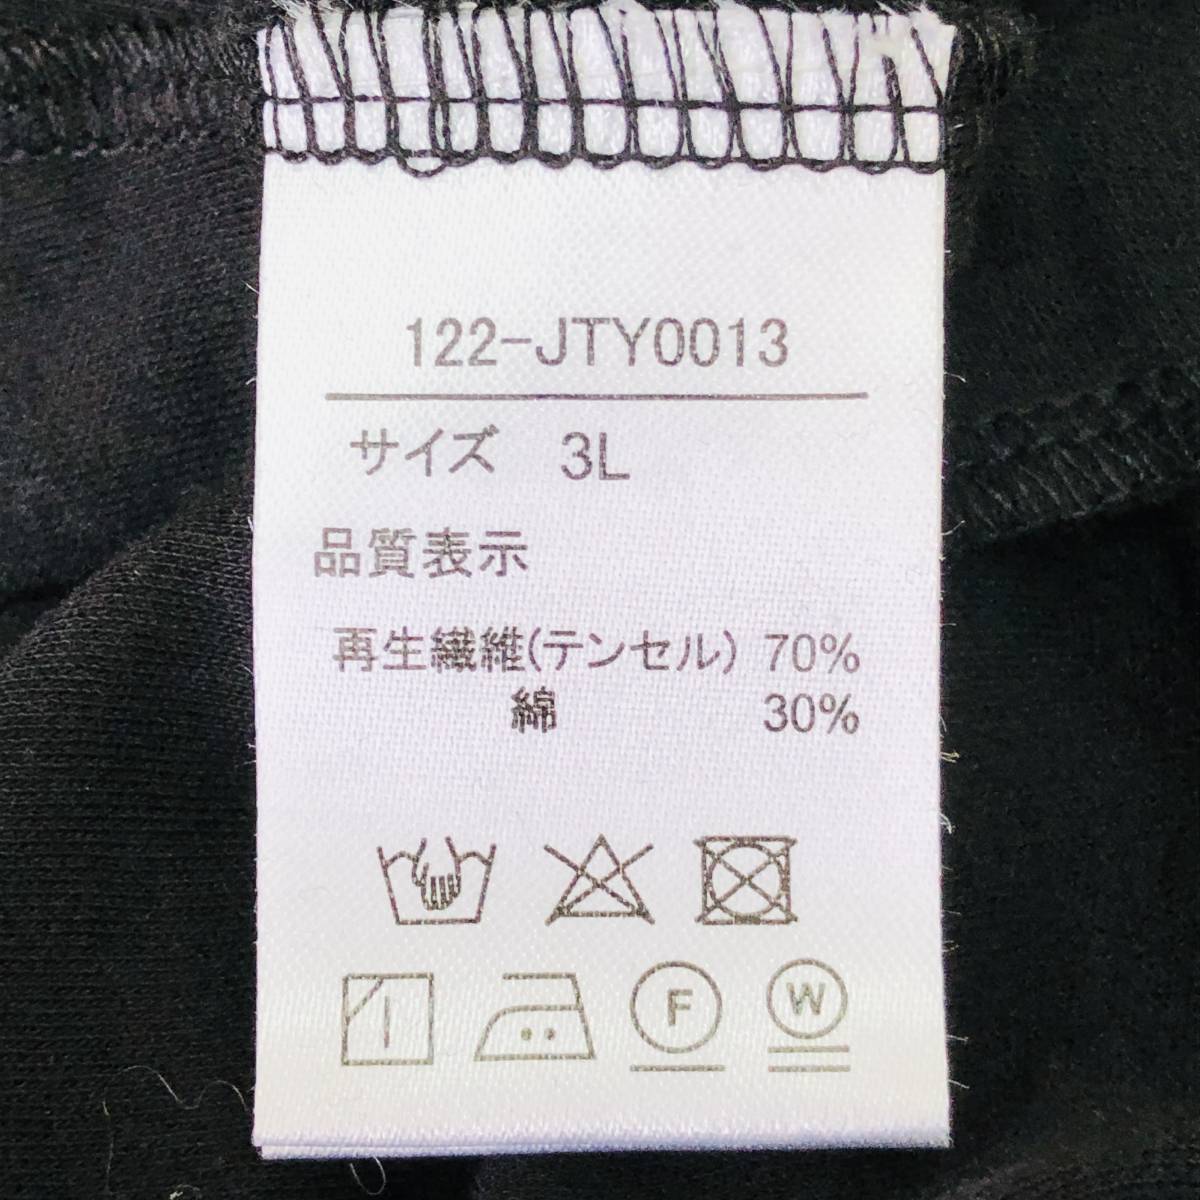 122-JTY0013
サイズ 3L
品質表示
再生繊維(テンセル) 70%
綿 30%
F W